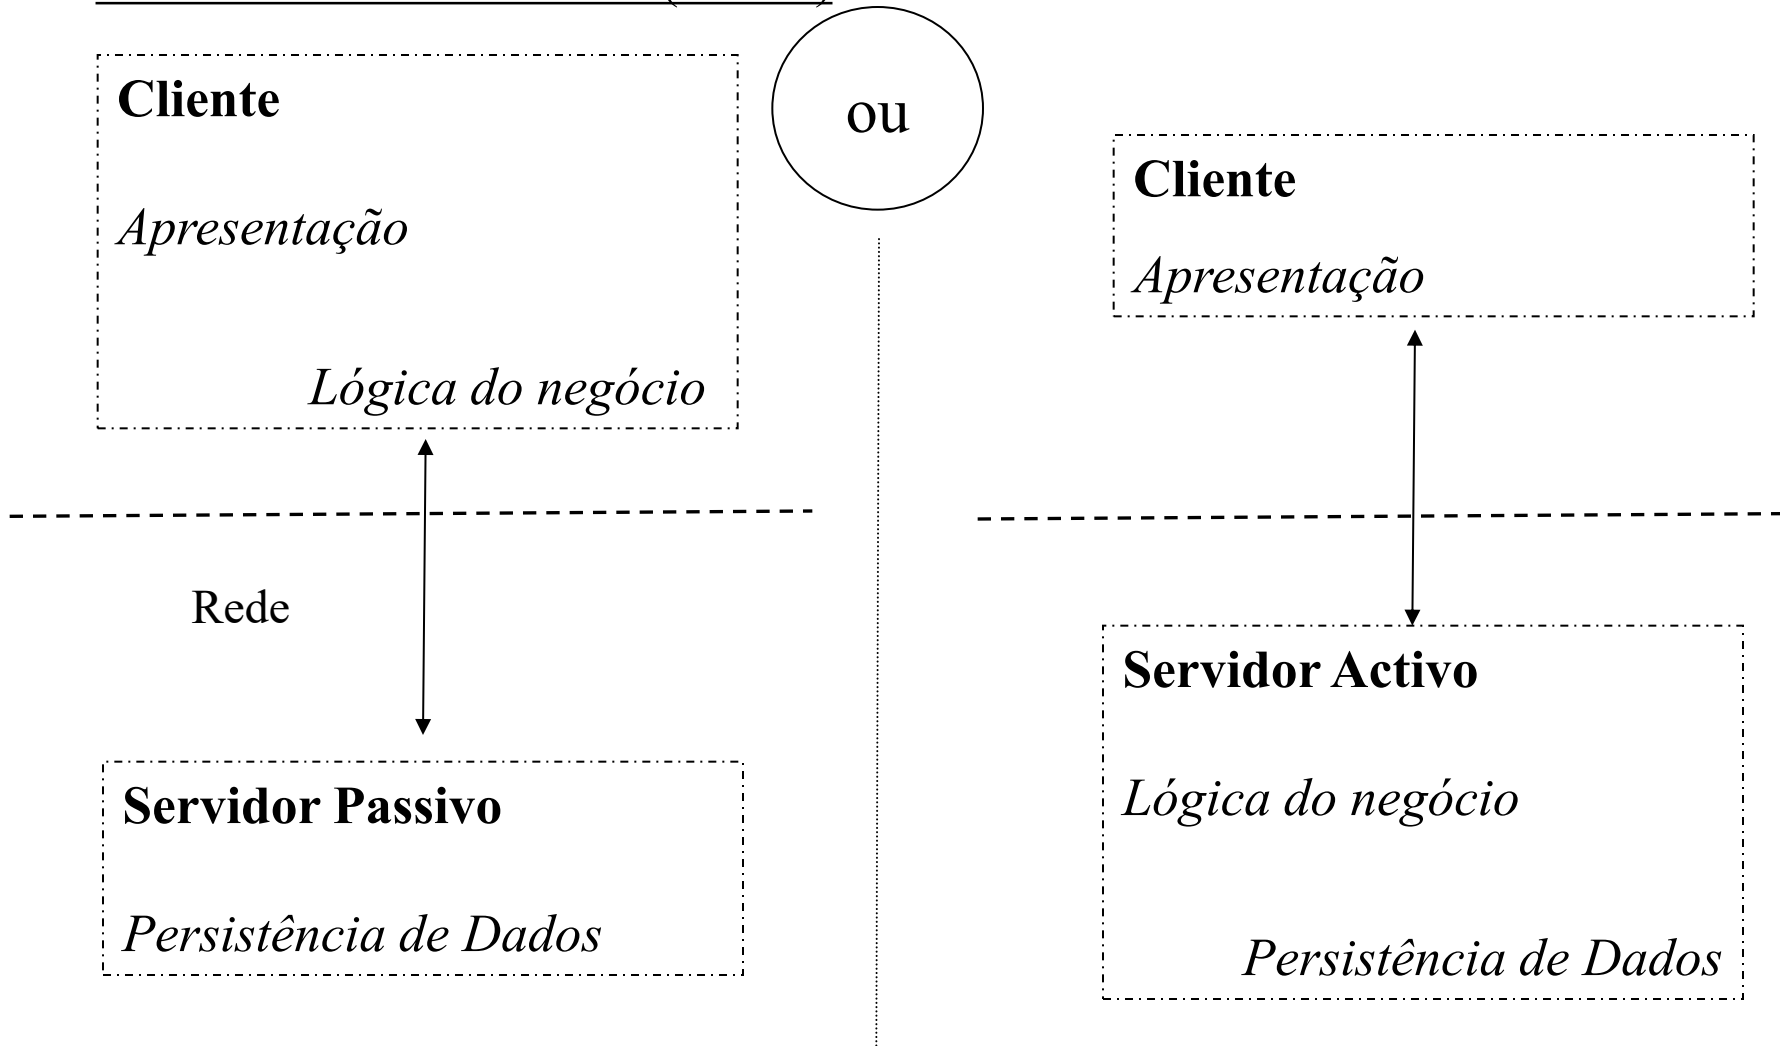 Cliente
Apresentação
Lógica do negócio
Rede
Servidor Passivo
Persistência de Dados
ou
Cliente
Apresentação
Servidor Activo
Lógica do negócio
Persistência de Dados